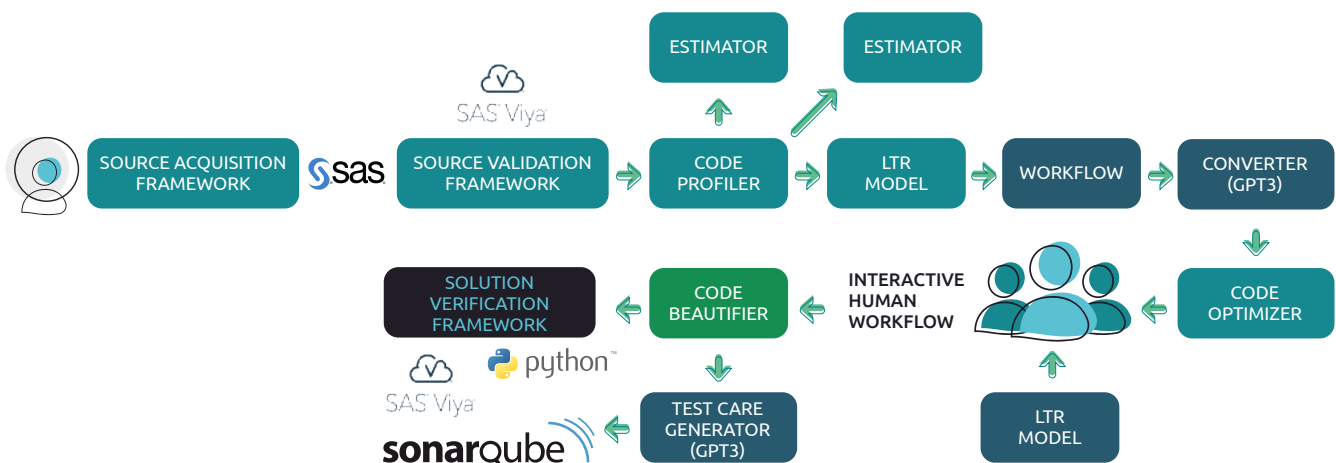 ESTIMATOR
ESTIMATOR
SAS Viya
SOURCE ACQUISITION
FRAMEWORK
sas
SOURCE VALIDATION
FRAMEWORK
CODE
PROFILER
LTR
MODEL
WORKFLOW
CONVERTER
(GPT3)
SOLUTION
VERIFICATION
FRAMEWORK
CODE
BEAUTIFIER
INTERACTIVE
HUMAN
WORKFLOW
CODE
OPTIMIZER
python™
SAS Viya
sonarqube
TEST CARE
GENERATOR
(GPT3)
LTR
MODEL